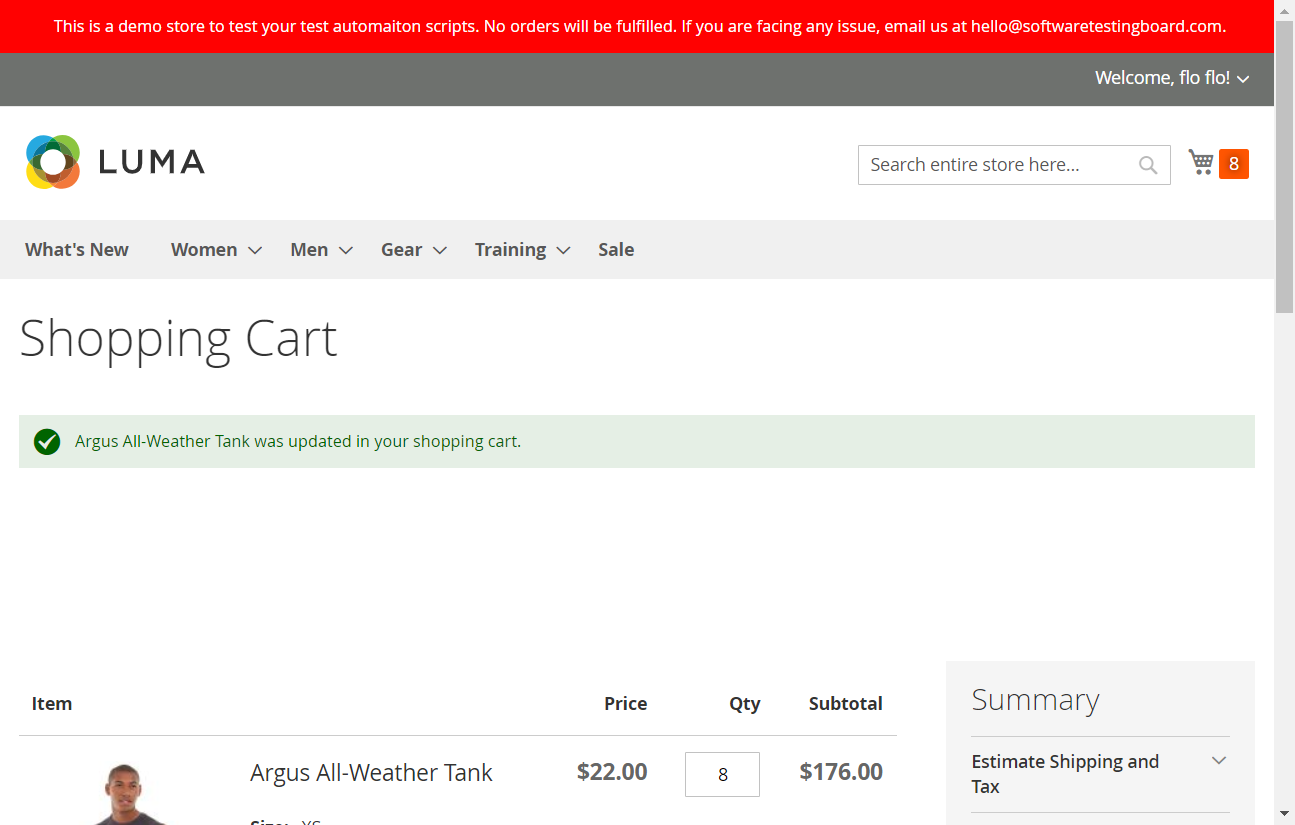 This is a demo store to test your test automaiton scripts. No orders will be fulfilled. If you are facing any issue, email us at hello@softwaretestingboard.com.
Welcome, flo flo!
LUMA
Search entire store here...
8
What's New Women Men Gear Training Sale
Shopping Cart
Argus All-Weather Tank was updated in your shopping cart.
Item Price Qty Subtotal
Argus All-Weather Tank $22.00 8 $176.00
Size: XS
Summary
Estimate Shipping and
Tax